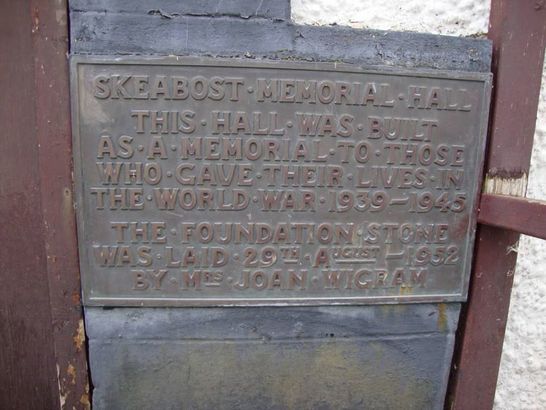 SKEABOST·MEMORIAL·HALL
THIS·HALL·WAS·BUILT
AS·A·MEMORIAL·TO·THOSE
WHO·GAVE·THEIR·LIVES·IN
THE·WORLD·WAR·1939-1945
THE·FOUNDATION·STONE
WAS·LAID·29TH·AUGUST-1952
BY·MRS·JOAN·WIGRAM